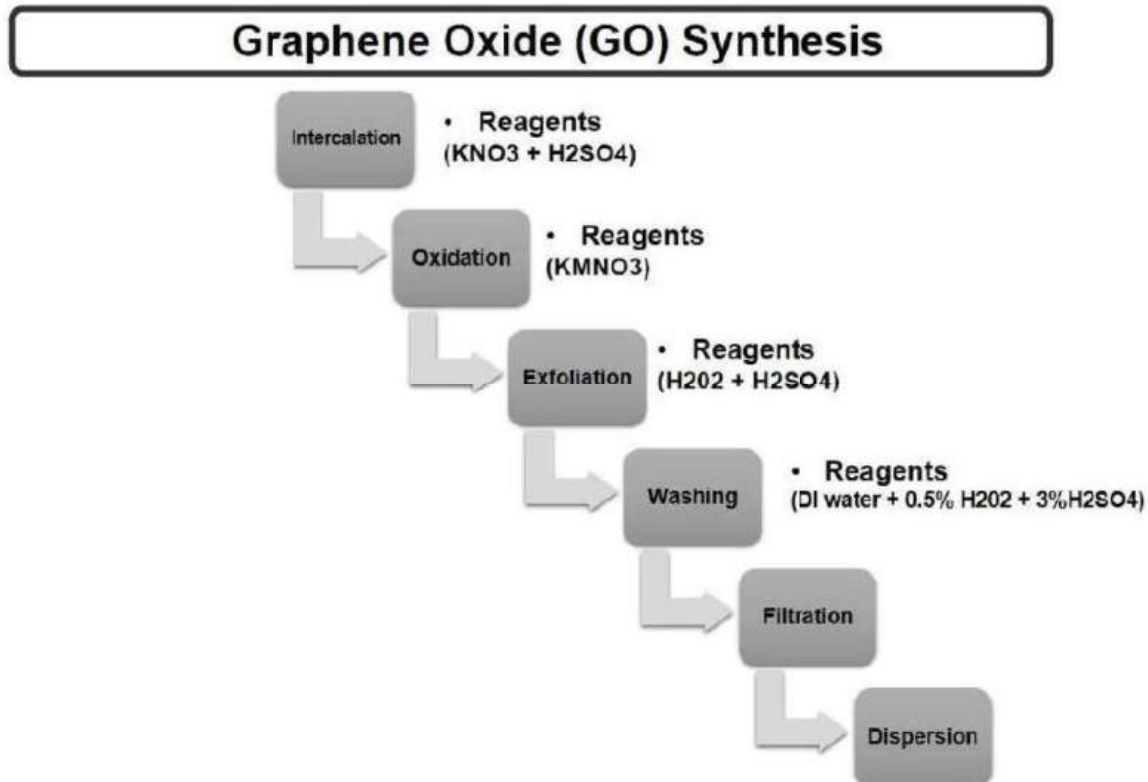 Graphene Oxide (GO) Synthesis
Intercalation
• Reagents
(KNO3 + H2SO4)
Oxidation
• Reagents
(KMNO3)
Exfoliation
• Reagents
(H202 + H2SO4)
Washing
• Reagents
(DI water + 0.5% H202 + 3%H2SO4)
Filtration
Dispersion